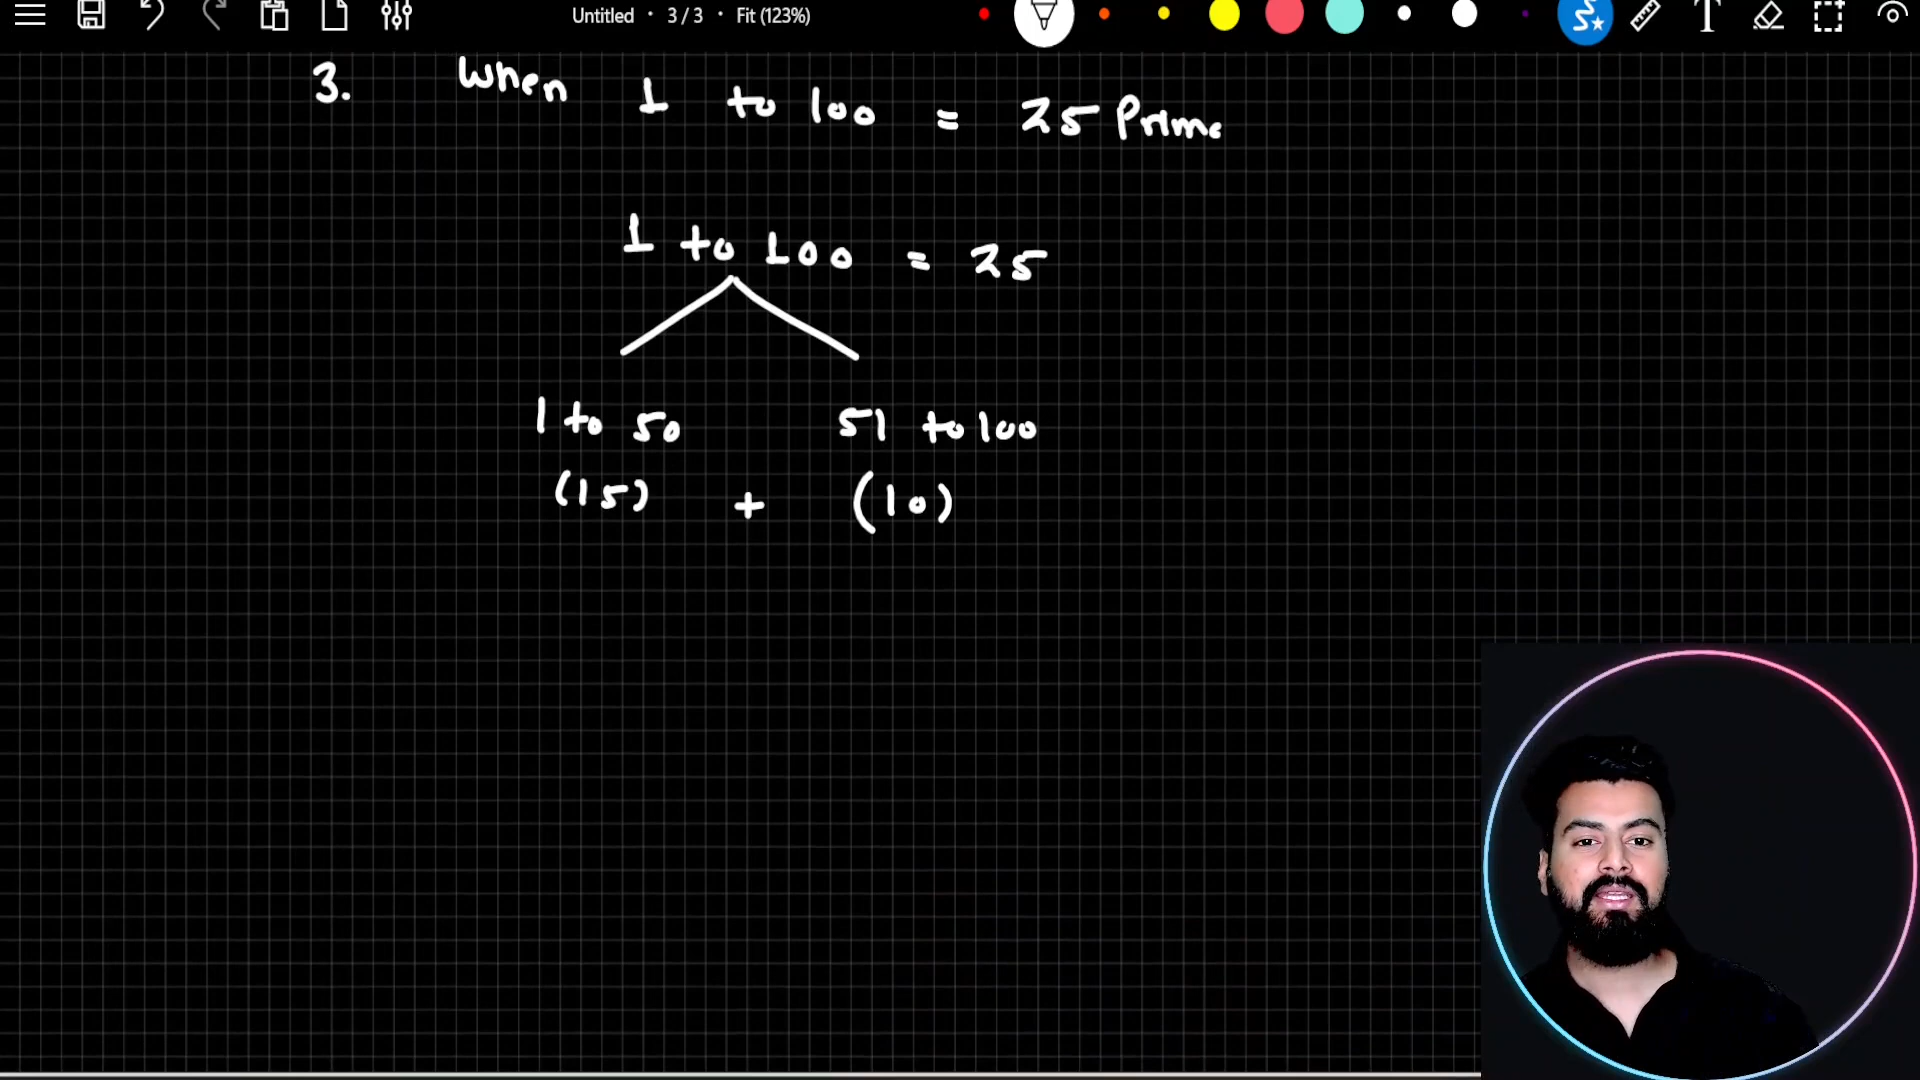 Untitled · 3 / 3 · Fit (123%)
T
3. When 1 to 100 = 25 Prime
1 to 100 = 25
1 to 50 51 to 100
(15) + (10)